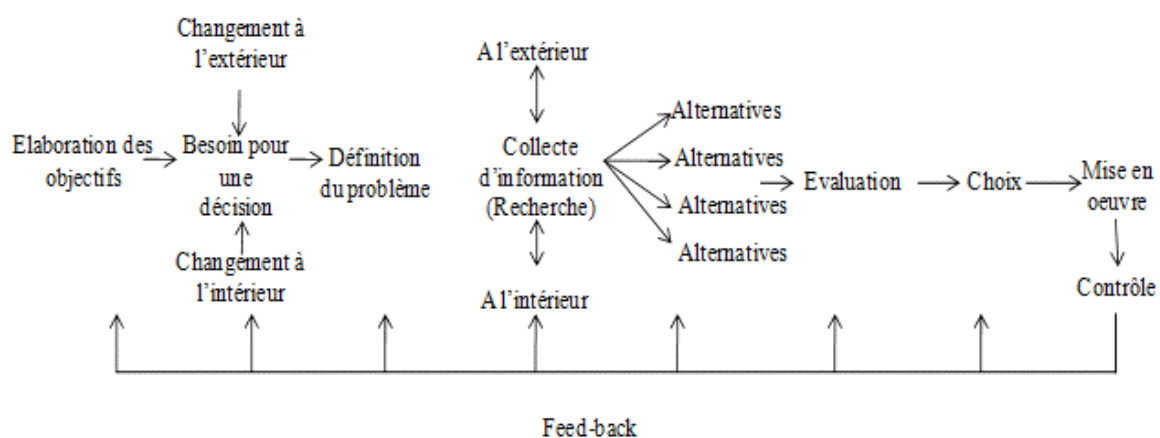 Changement à
l'extérieur
Elaboration des
objectifs
Besoin pour
une
décision
Changement à
l'intérieur
Définition
du problème
A l'extérieur
Collecte
d'information
(Recherche)
A l'intérieur
Alternatives
Alternatives
Alternatives
Alternatives
Evaluation
Choix
Mise en
oeuvre
Contrôle
Feed-back